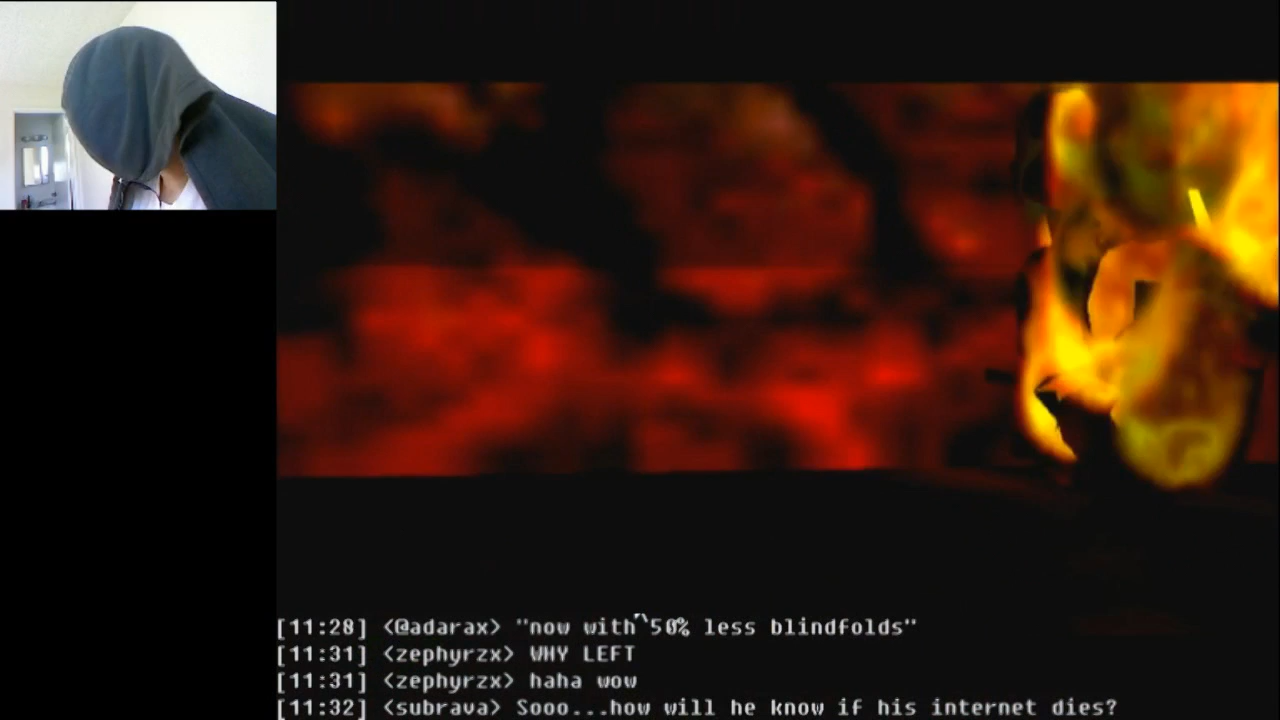 [11:28] <@adarax> "now with 50% less blindfolds"
[11:31] <zephyrzx> WHY LEFT
[11:31] <zephyrzx> haha wow
[11:32] <subrava> Sooo...how will he know if his internet dies?